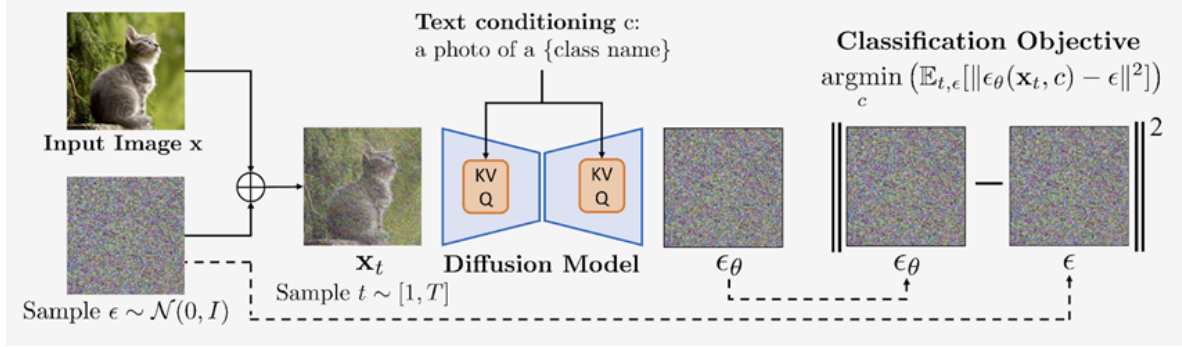 Text conditioning c:
a photo of a {class name}
Classification Objective
argmin_c (𝔼_{t,ϵ}[‖ϵ_θ(x_t, c) − ϵ‖²])
Input Image x
KV
Q
KV
Q
2
x_t
Diffusion Model
ϵ_θ
ϵ_θ
ϵ
Sample t ∼ [1, T]
Sample ϵ ∼ 𝒩(0, I)